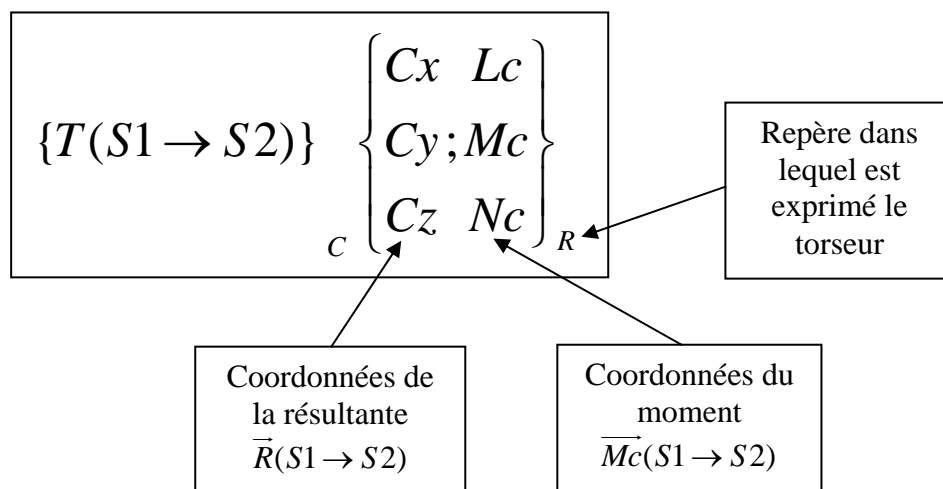 {T(S1 → S2)} { Cx Lc
Cy ; Mc
Cz Nc }
C R
Repère dans
lequel est
exprimé le
torseur
Coordonnées de
la résultante
R(S1 → S2)
Coordonnées du
moment
Mc(S1 → S2)